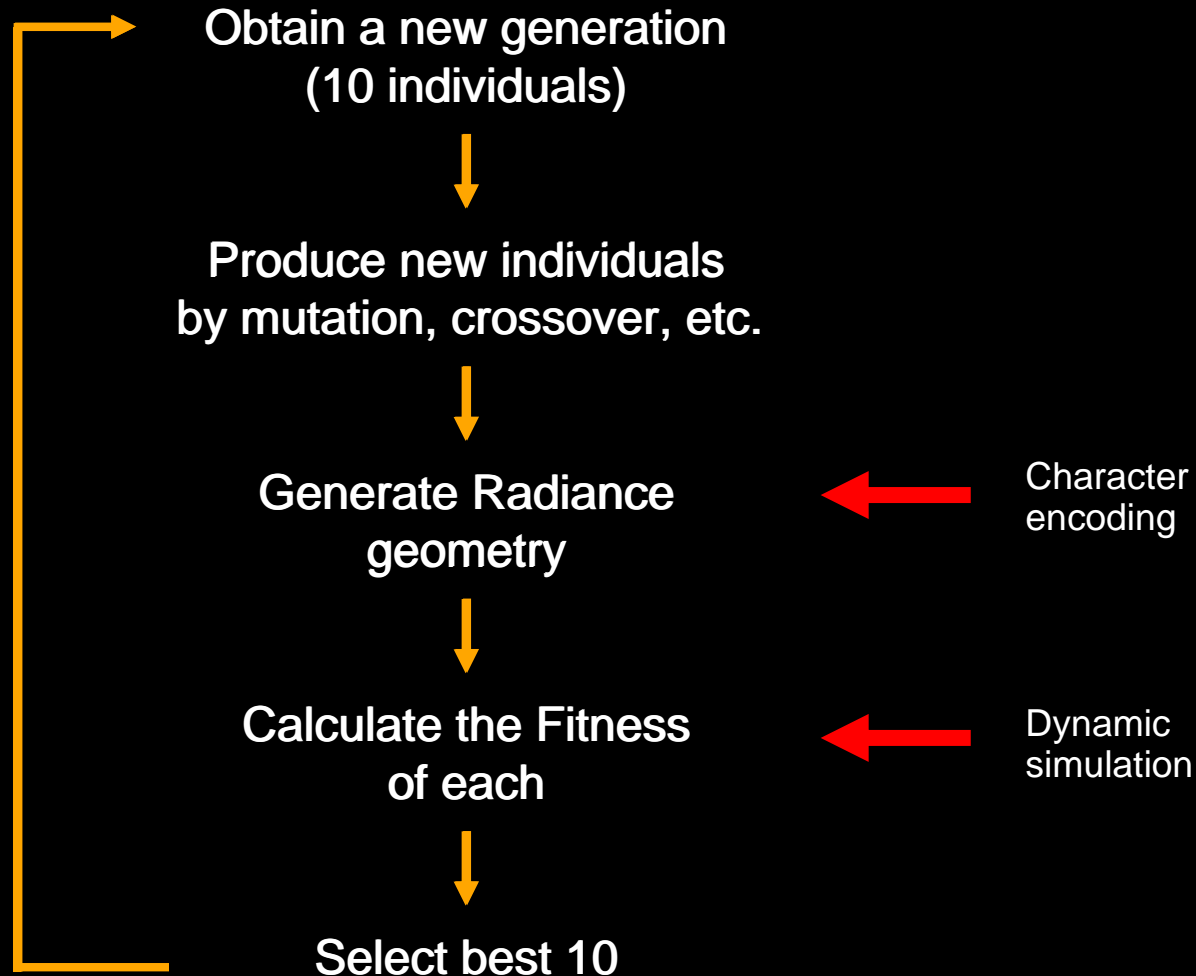 Obtain a new generation
(10 individuals)
Produce new individuals
by mutation, crossover, etc.
Generate Radiance
geometry
Character
encoding
Calculate the Fitness
of each
Dynamic
simulation
Select best 10